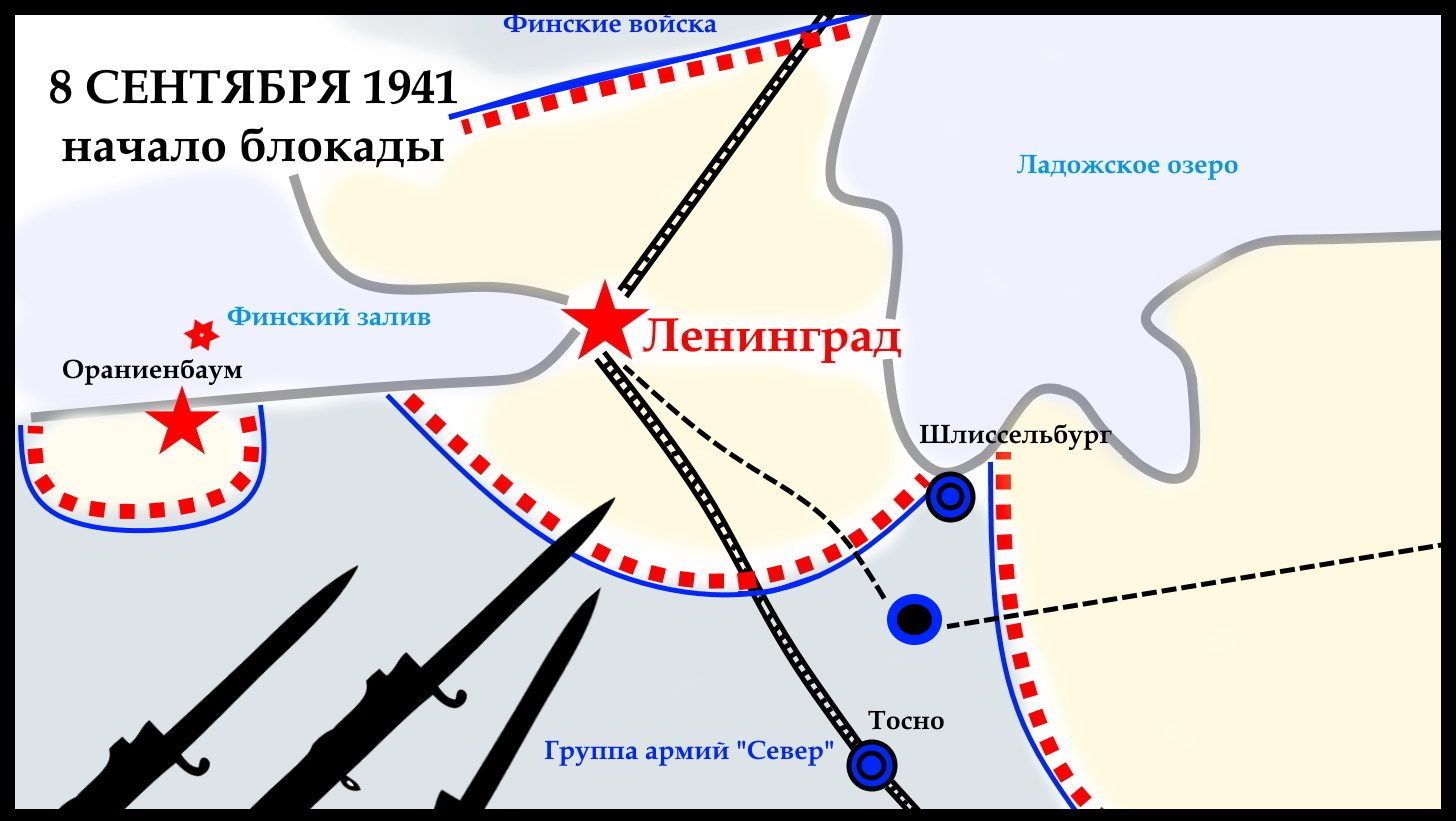 Финские войска
8 СЕНТЯБРЯ 1941
начало блокады
Ладожское озеро
Финский залив
Ленинград
Ораниенбаум
Шлиссельбург
Тосно
Группа армий "Север"